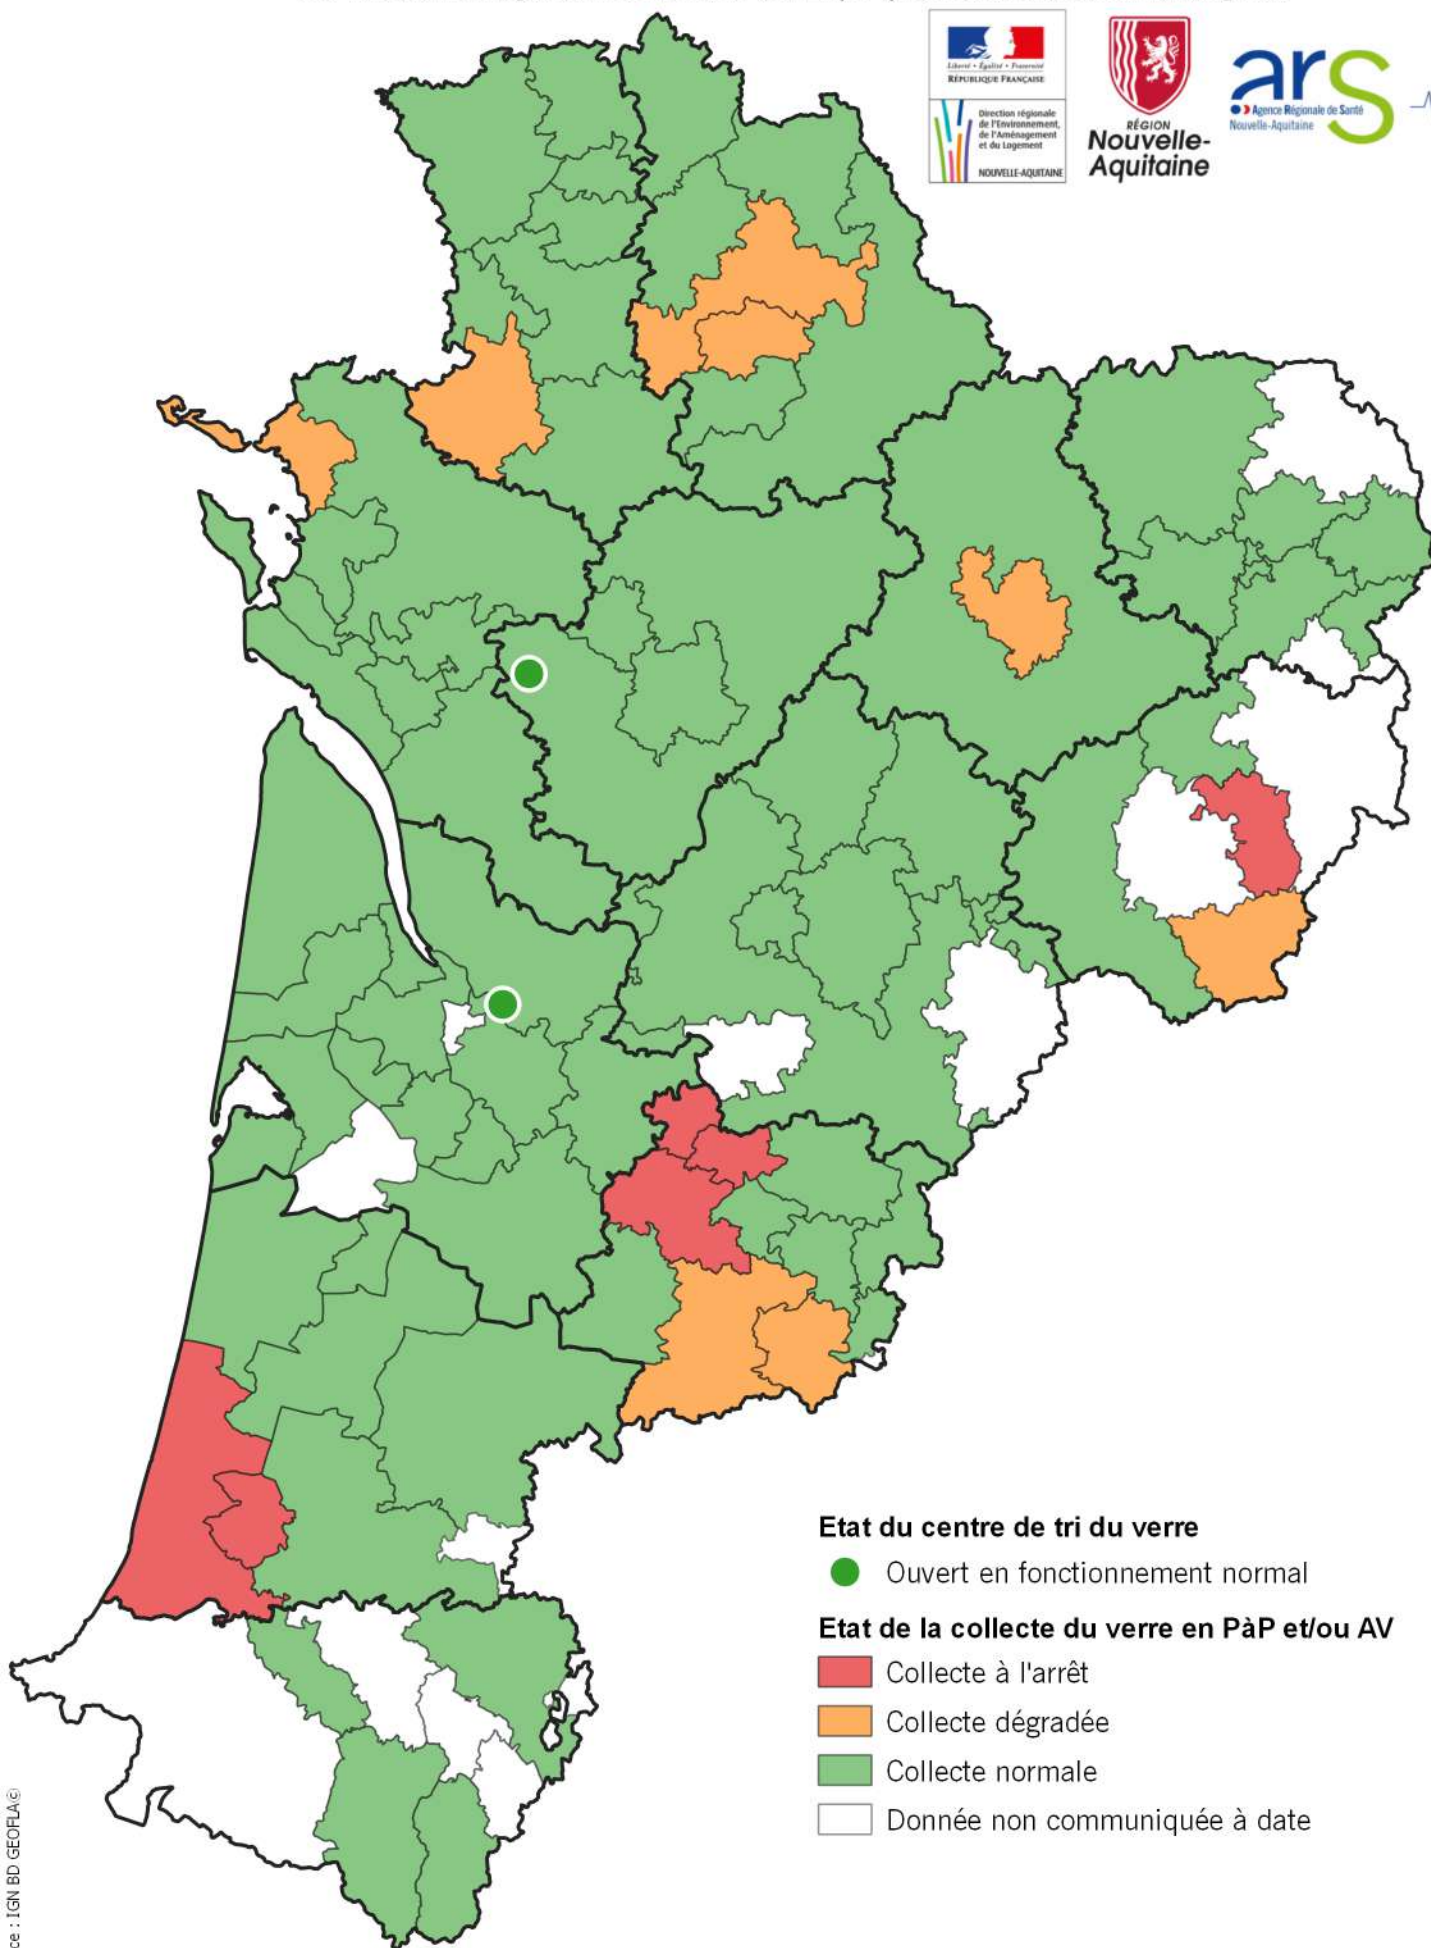 Liberté • Égalité • Fraternité
RÉPUBLIQUE FRANÇAISE
Direction régionale
de l'Environnement,
de l'Aménagement
et du Logement
NOUVELLE-AQUITAINE
RÉGION
Nouvelle-
Aquitaine
ars
Agence Régionale de Santé
Nouvelle-Aquitaine
Etat du centre de tri du verre
Ouvert en fonctionnement normal
Etat de la collecte du verre en PàP et/ou AV
Collecte à l'arrêt
Collecte dégradée
Collecte normale
Donnée non communiquée à date
ce : IGN BD GEOFLA©